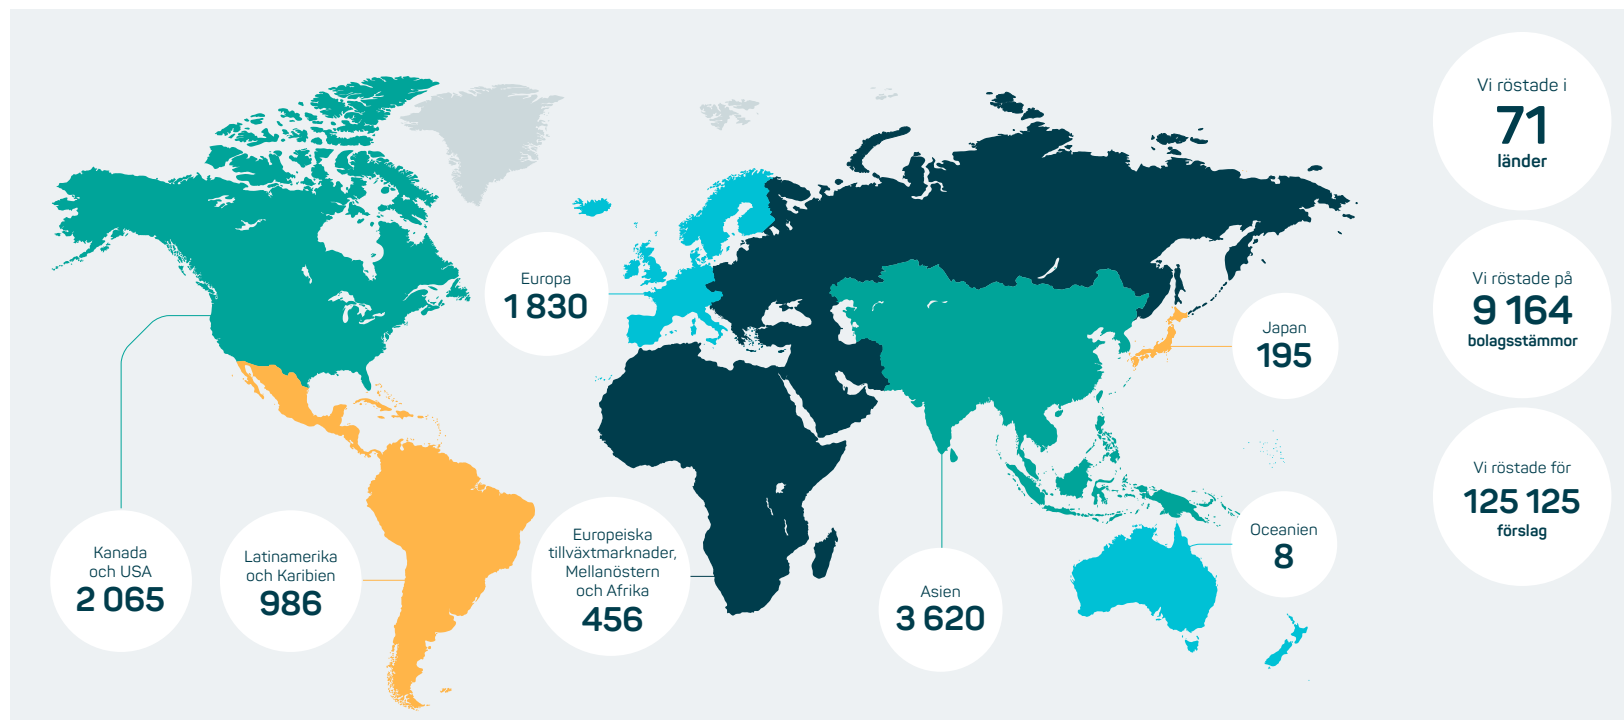 Vi röstade i
71
länder
Europa
1 830
Vi röstade på
9 164
bolagsstämmor
Japan
195
Vi röstade för
125 125
förslag
Kanada
och USA
2 065
Latinamerika
och Karibien
986
Europeiska
tillväxtmarknader,
Mellanöstern
och Afrika
456
Asien
3 620
Oceanien
8